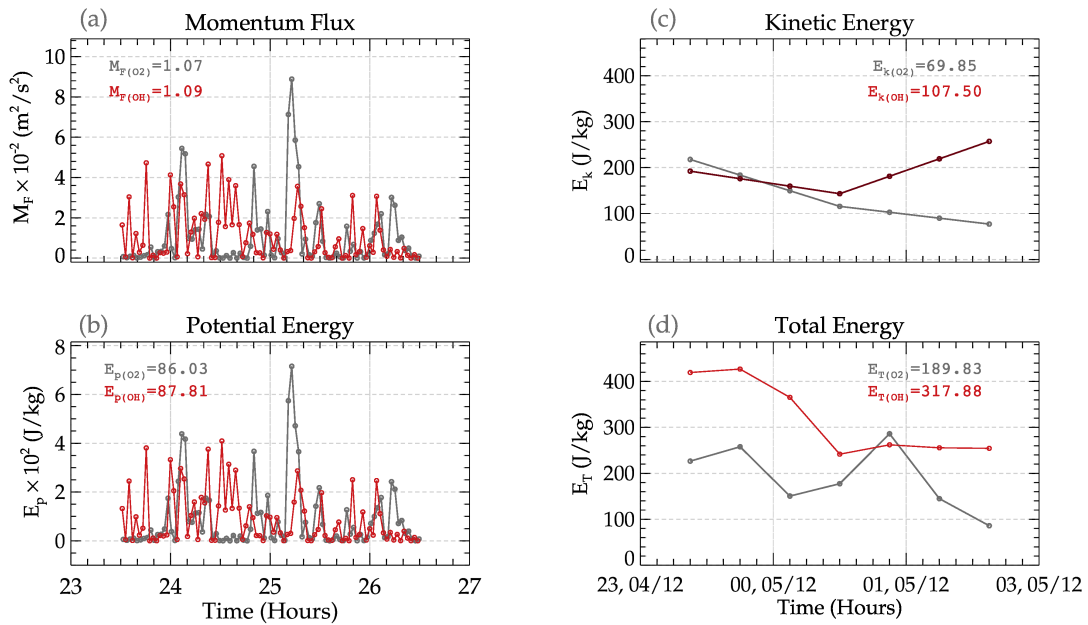 (a) Momentum Flux
M_F(O2)=1.07
M_F(OH)=1.09
M_F × 10^-2 (m^2/s^2)
10
8
6
4
2
0
(c) Kinetic Energy
E_k(O2)=69.85
E_k(OH)=107.50
E_k (J/kg)
400
300
200
100
0
(b) Potential Energy
E_p(O2)=86.03
E_p(OH)=87.81
E_p × 10^2 (J/kg)
8
6
4
2
0
23 24 25 26 27
Time (Hours)
(d) Total Energy
E_T(O2)=189.83
E_T(OH)=317.88
E_T (J/kg)
400
300
200
100
0
23, 04/12 00, 05/12 01, 05/12 03, 05/12
Time (Hours)